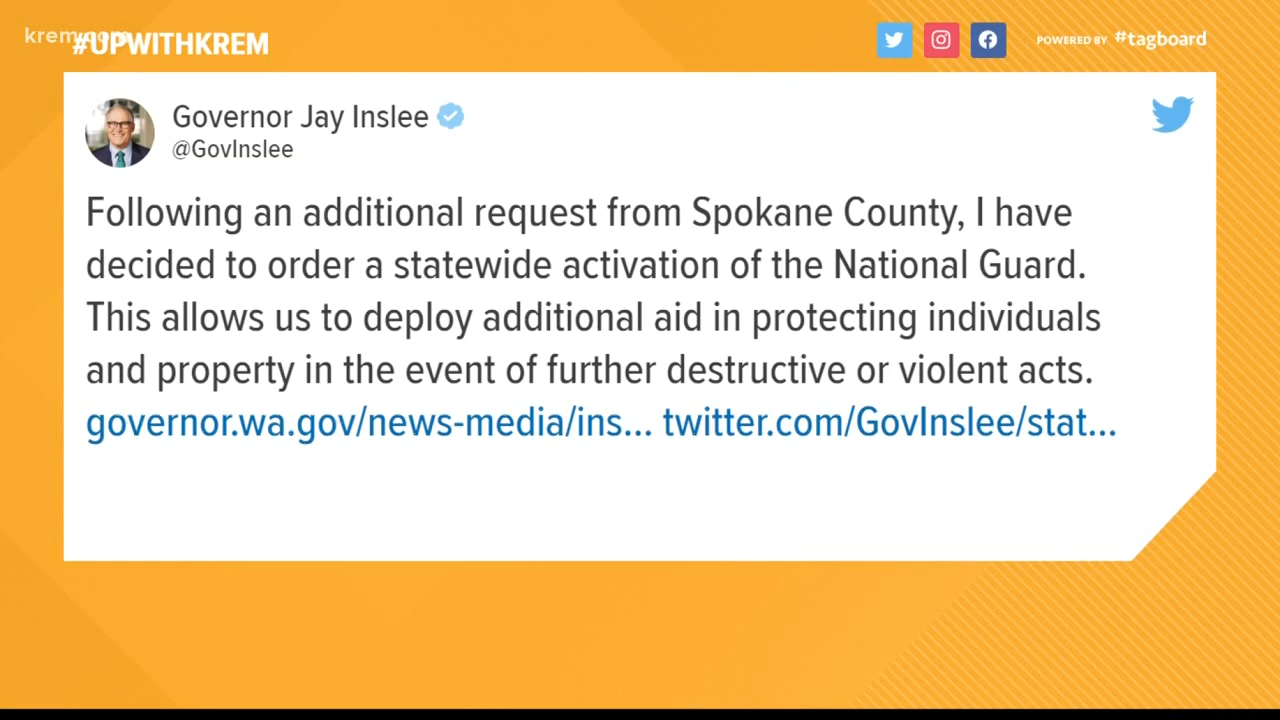 krem.com
#UPWITHKREM
POWERED BY #tagboard
Governor Jay Inslee
@GovInslee
Following an additional request from Spokane County, I have
decided to order a statewide activation of the National Guard.
This allows us to deploy additional aid in protecting individuals
and property in the event of further destructive or violent acts.
governor.wa.gov/news-media/ins... twitter.com/GovInslee/stat...